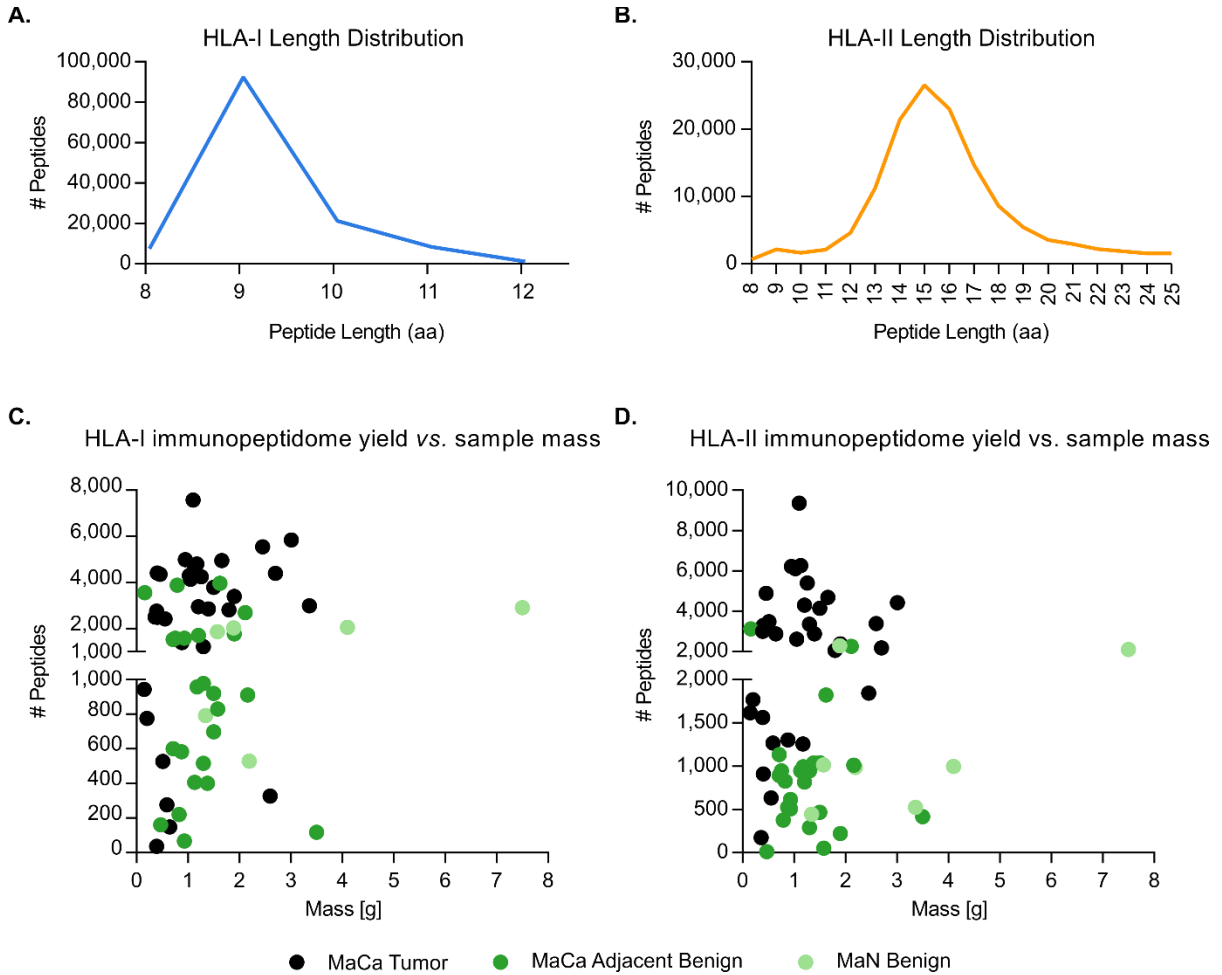 A.
HLA-I Length Distribution
100,000
80,000
60,000
40,000
20,000
0
# Peptides
8 9 10 11 12
Peptide Length (aa)
B.
HLA-II Length Distribution
30,000
20,000
10,000
0
# Peptides
8 9 10 11 12 13 14 15 16 17 18 19 20 21 22 23 24 25
Peptide Length (aa)
C.
HLA-I immunopeptidome yield vs. sample mass
8,000
6,000
4,000
2,000
1,000
1,000
800
600
400
200
0
# Peptides
0 1 2 3 4 5 6 7 8
Mass [g]
D.
HLA-II immunopeptidome yield vs. sample mass
10,000
8,000
6,000
4,000
2,000
2,000
1,500
1,000
500
0
# Peptides
0 1 2 3 4 5 6 7 8
Mass [g]
MaCa Tumor MaCa Adjacent Benign MaN Benign